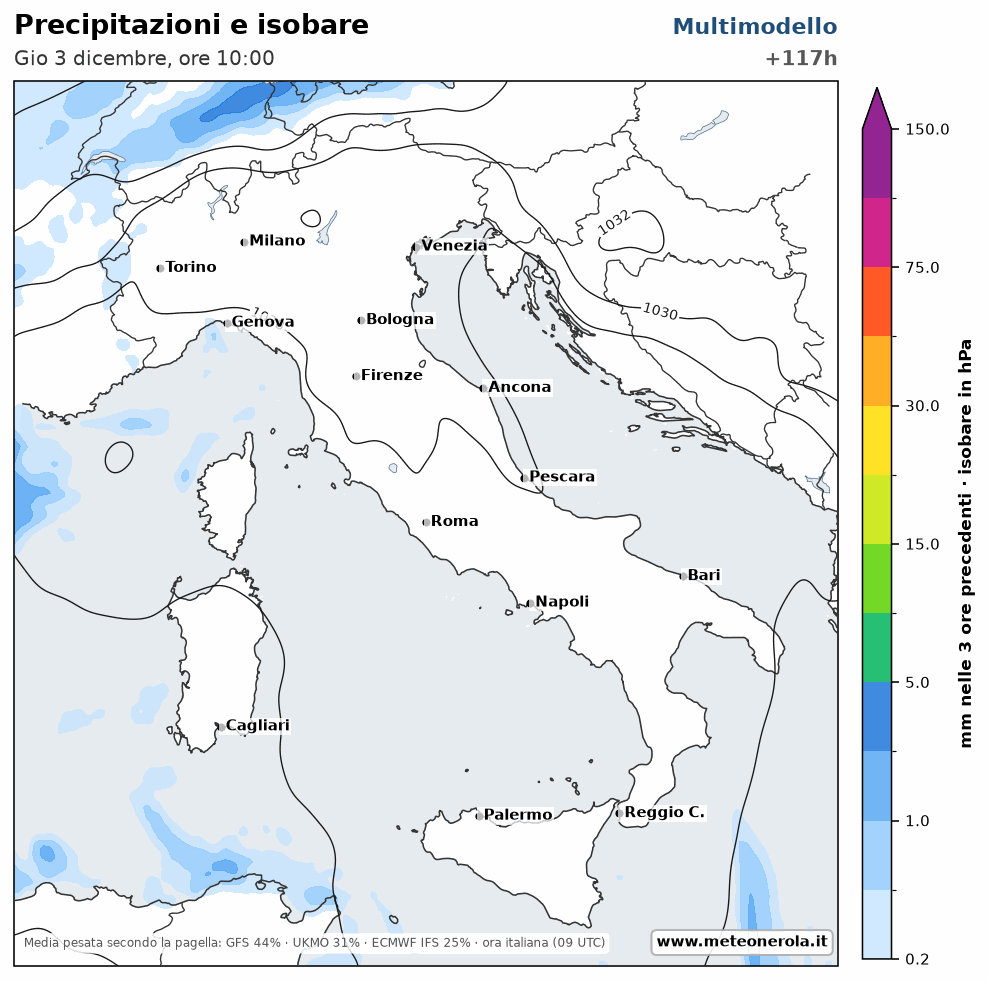 Precipitazioni e isobare
Multimodello
Gio 3 dicembre, ore 10:00
+117h
150.0
75.0
30.0
15.0
5.0
1.0
0.2
mm nelle 3 ore precedenti · isobare in hPa
1032
Milano
Venezia
Torino
1030
Genova
Bologna
Firenze
Ancona
Pescara
Roma
Bari
Napoli
Cagliari
Palermo
Reggio C.
Media pesata secondo la pagella: GFS 44% · UKMO 31% · ECMWF IFS 25% · ora italiana (09 UTC)
www.meteonerola.it